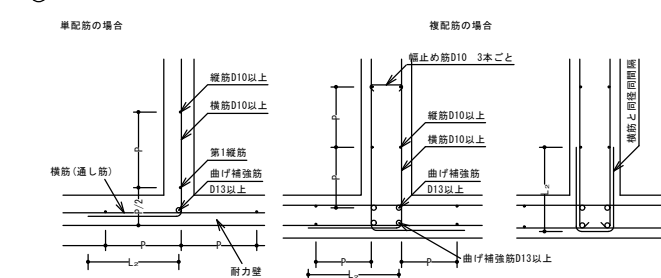 単配筋の場合
複配筋の場合
幅止め筋D10 3本ごと
縦筋D10以上
横筋D10以上
第1縦筋
曲げ補強筋
D13以上
横筋(通し筋)
P
P/2
P
P
L₂
耐力壁
縦筋D10以上
横筋D10以上
曲げ補強筋
D13以上
P
P
P
P
L₂
曲げ補強筋D13以上
横筋と同径同間隔
L₂